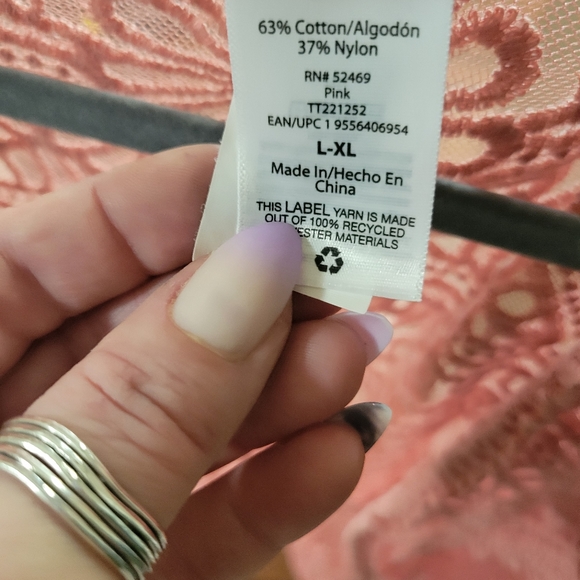 63% Cotton/Algodón
37% Nylon
RN# 52469
Pink
TT221252
EAN/UPC 1 9556406954
L-XL
Made In/Hecho En
China
THIS LABEL YARN IS MADE
OUT OF 100% RECYCLED
MATERIALS